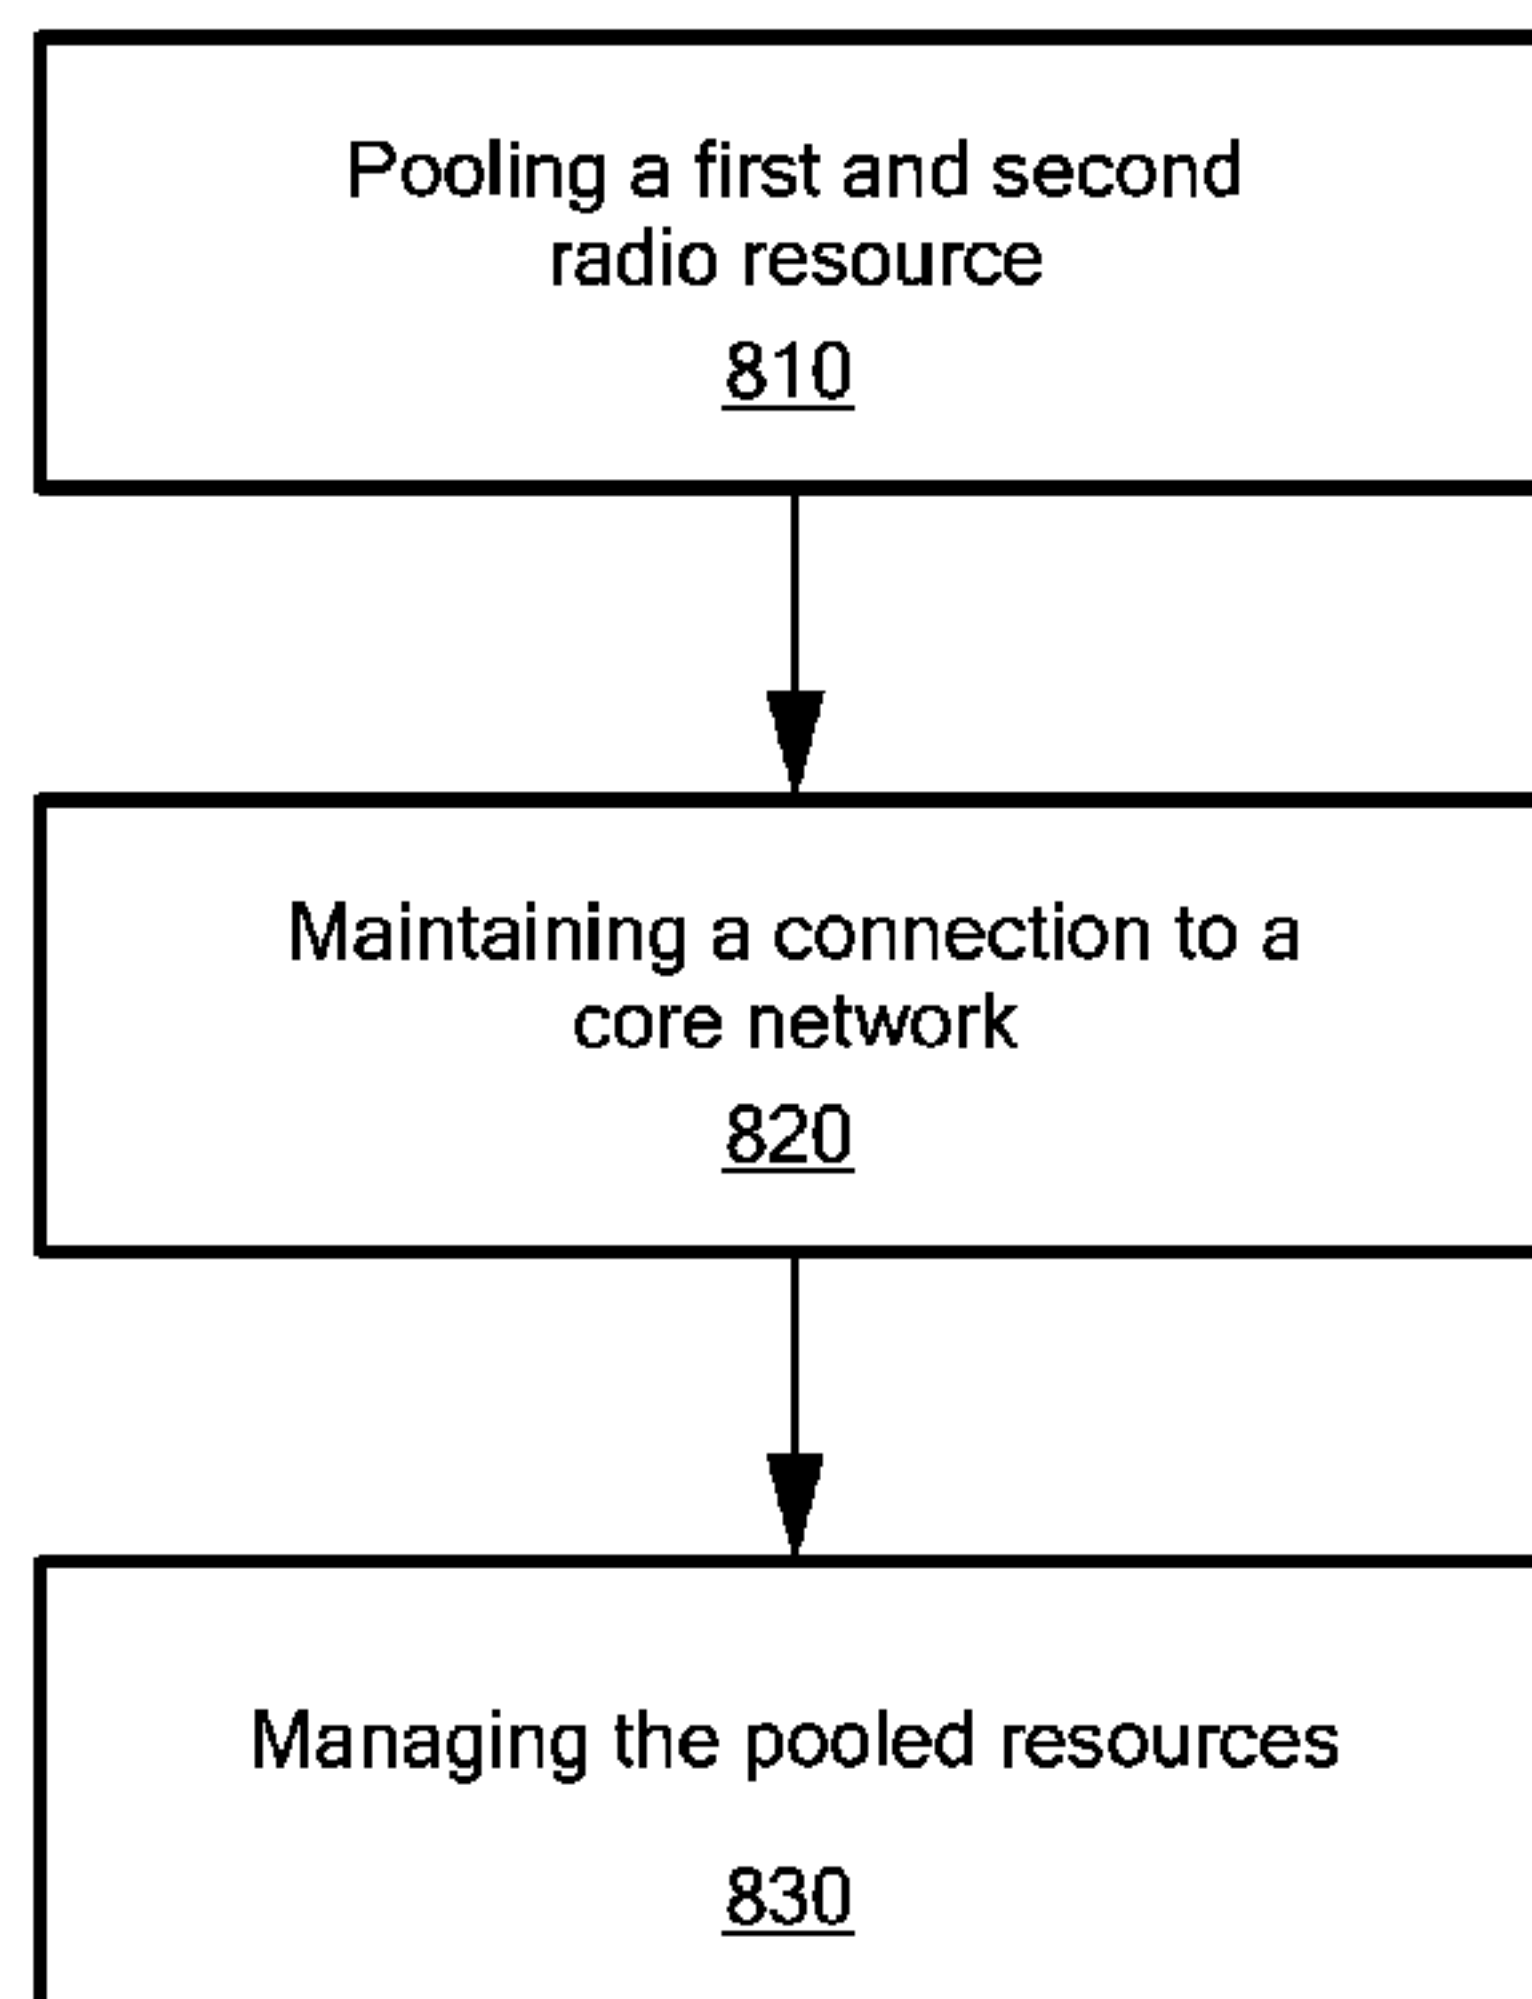 Pooling a first and second
radio resource
810
Maintaining a connection to a
core network
820
Managing the pooled resources
830